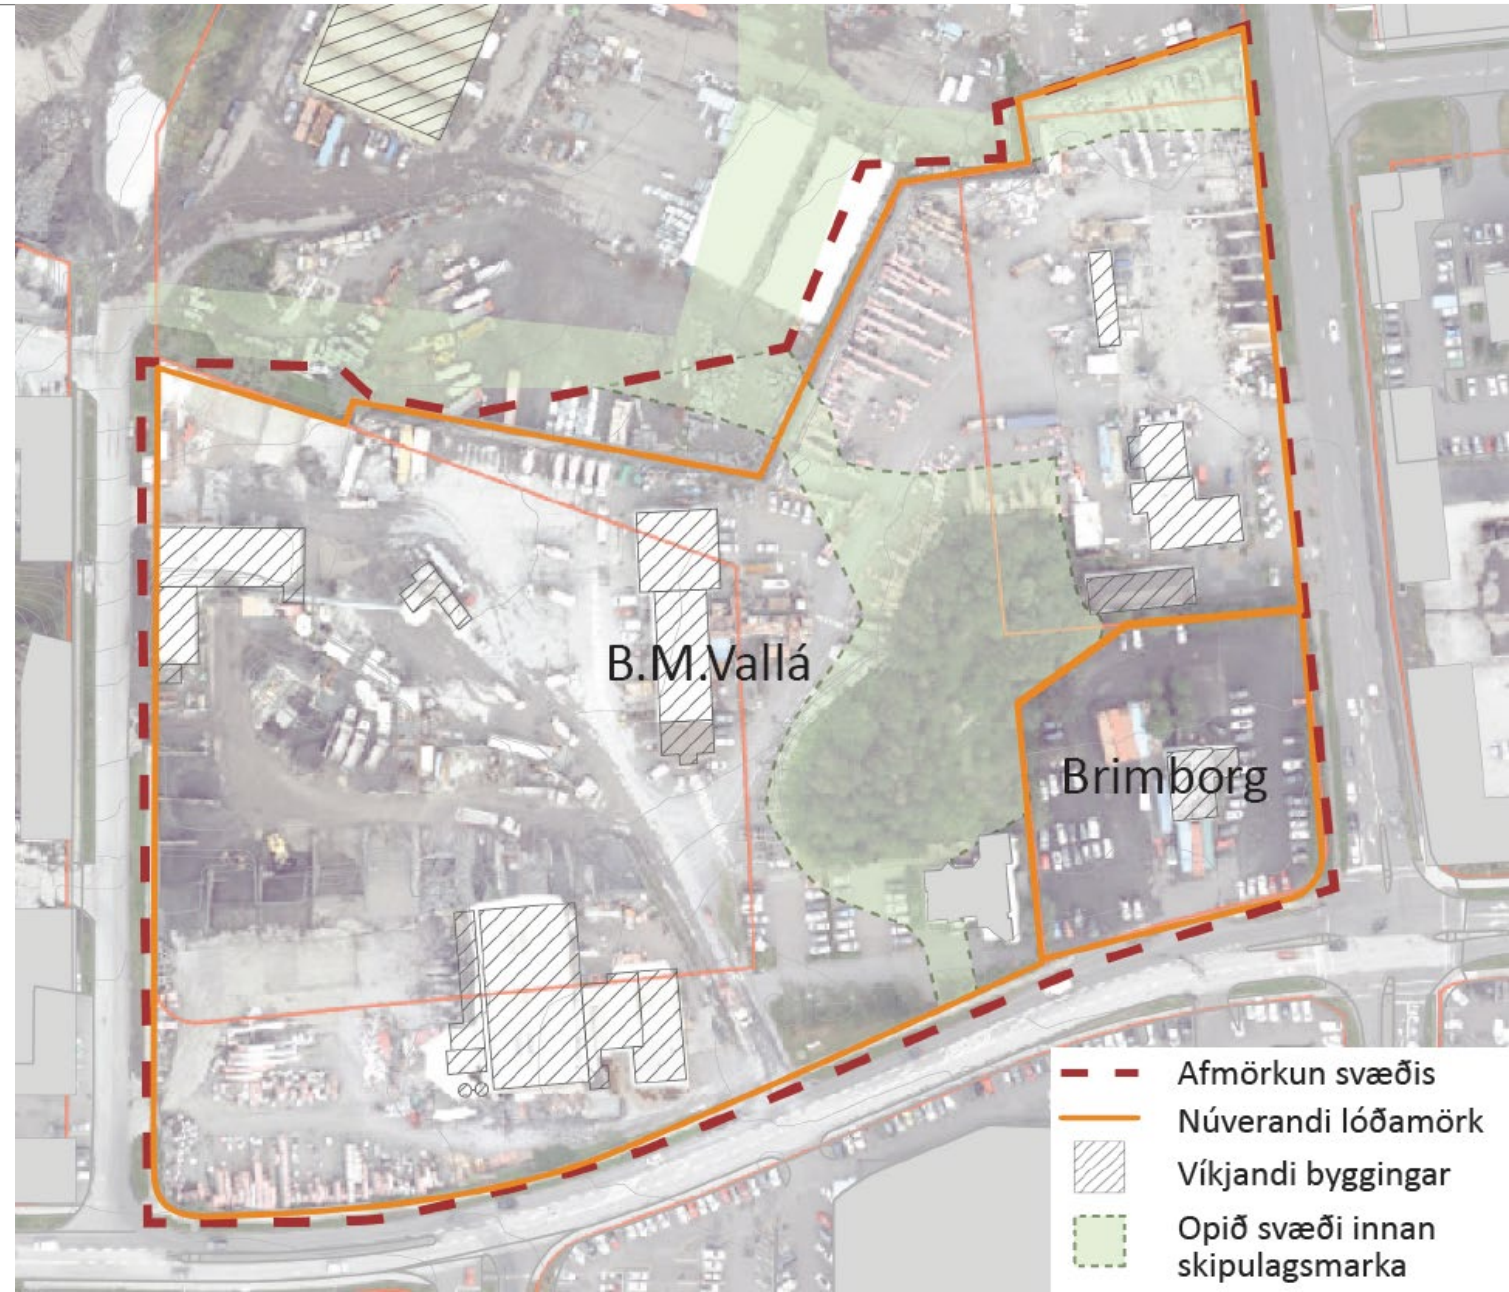 B.M.Vallá
Brimborg
Afmörkun svæðis
Núverandi lóðamörk
Víkjandi byggingar
Opið svæði innan
skipulagsmarka